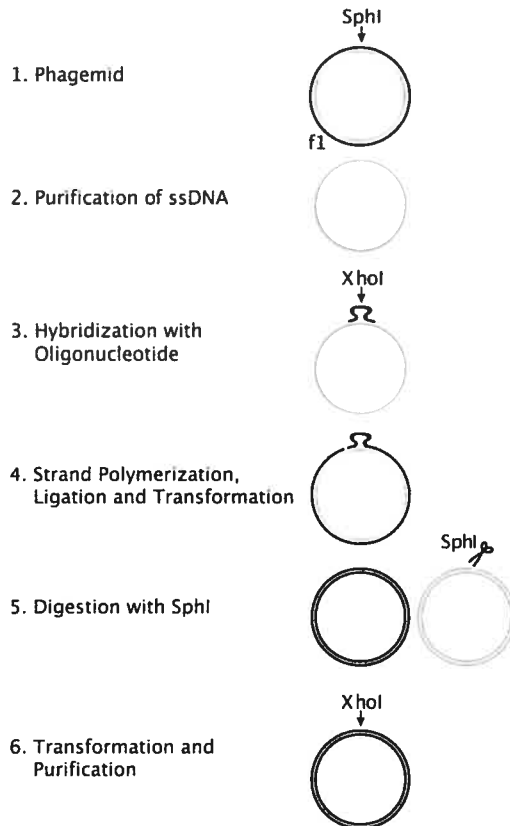 SphI
1. Phagemid
f1
2. Purification of ssDNA
XhoI
3. Hybridization with
Oligonucleotide
4. Strand Polymerization,
Ligation and Transformation
SphI
5. Digestion with SphI
XhoI
6. Transformation and
Purification